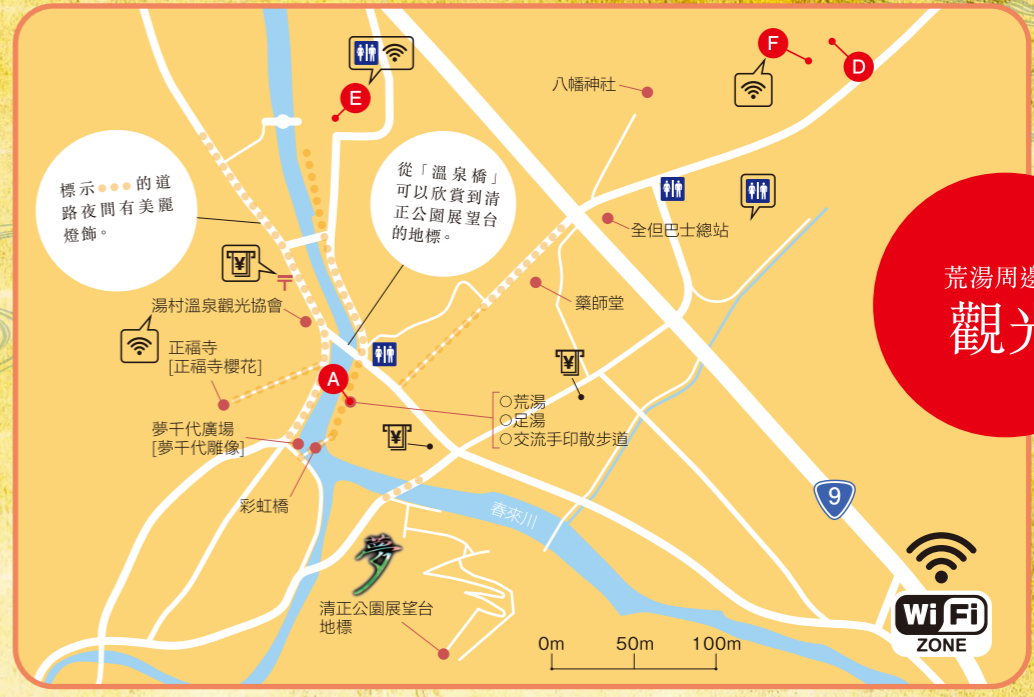 E
F
D
八幡神社
標示 的道
路夜間有美麗
燈飾。
從「溫泉橋」
可以欣賞到清
正公園展望台
的地標。
全但巴士總站
荒湯周邊
觀光
¥
湯村溫泉觀光協會
藥師堂
正福寺
[正福寺櫻花]
A
¥
○荒湯
○足湯
○交流手印散步道
夢千代廣場
[夢千代雕像]
¥
彩虹橋
春來川
9
夢
清正公園展望台
地標
0m 50m 100m
Wi Fi
ZONE